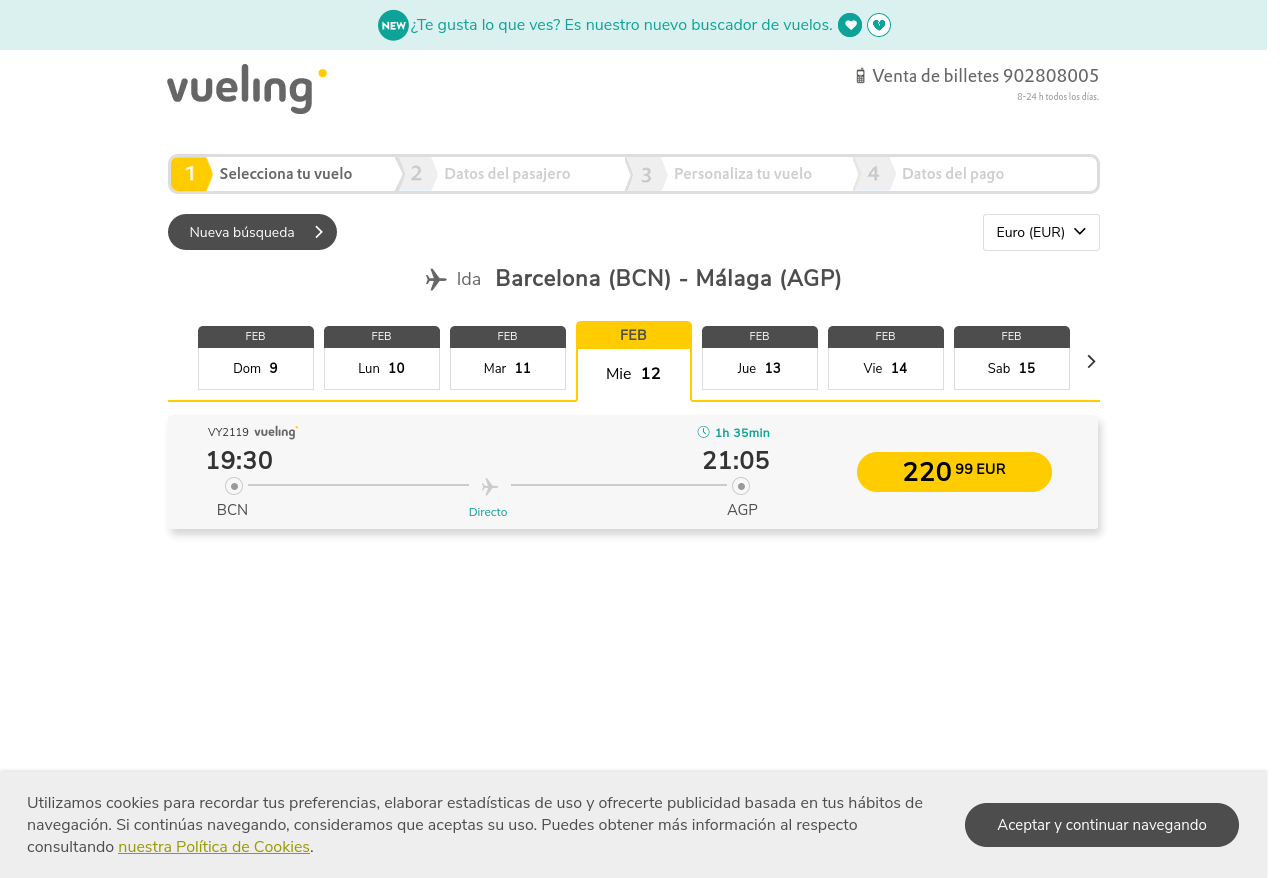 NEW ¿Te gusta lo que ves? Es nuestro nuevo buscador de vuelos.
vueling
Venta de billetes 902808005
8-24 h todos los días.
1 Selecciona tu vuelo 2 Datos del pasajero 3 Personaliza tu vuelo 4 Datos del pago
Nueva búsqueda
Euro (EUR)
Ida Barcelona (BCN) - Málaga (AGP)
FEB FEB FEB FEB FEB FEB FEB
Dom 9 Lun 10 Mar 11 Mie 12 Jue 13 Vie 14 Sab 15
VY2119 vueling 1h 35min
19:30 21:05
220 99 EUR
BCN Directo AGP
Utilizamos cookies para recordar tus preferencias, elaborar estadísticas de uso y ofrecerte publicidad basada en tus hábitos de
navegación. Si continúas navegando, consideramos que aceptas su uso. Puedes obtener más información al respecto
consultando nuestra Política de Cookies.
Aceptar y continuar navegando